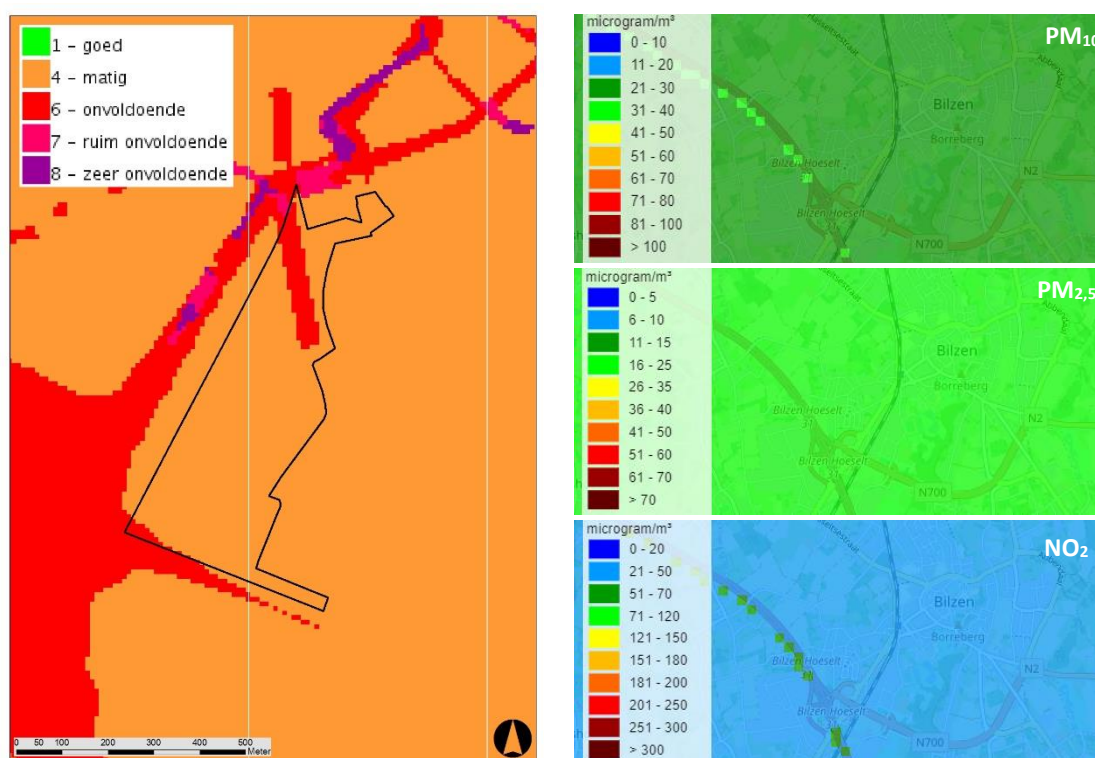 1 – goed
4 – matig
6 – onvoldoende
7 – ruim onvoldoende
8 – zeer onvoldoende
0 50 100 200 300 400 500
Meter
microgram/m³
PM10
0 - 10
11 - 20
21 - 30
31 - 40
41 - 50
51 - 60
61 - 70
71 - 80
81 - 100
> 100
Hasseltsestraat
Bilzen
Borreberg
Bilzen Hoeselt
N2
Bilzen Hoeselt
31
N700
microgram/m³
PM2,5
0 - 5
6 - 10
11 - 15
16 - 25
26 - 35
36 - 40
41 - 50
51 - 60
61 - 70
> 70
Bilzen
Borreberg
Bilzen Hoeselt
31
N2
Bilzen Hoeselt
31
N700
microgram/m³
NO2
0 - 20
21 - 50
51 - 70
71 - 120
121 - 150
151 - 180
181 - 200
201 - 250
251 - 300
> 300
Bilzen
Borreberg
Bilzen Hoeselt
N2
Bilzen Hoeselt
31
N700